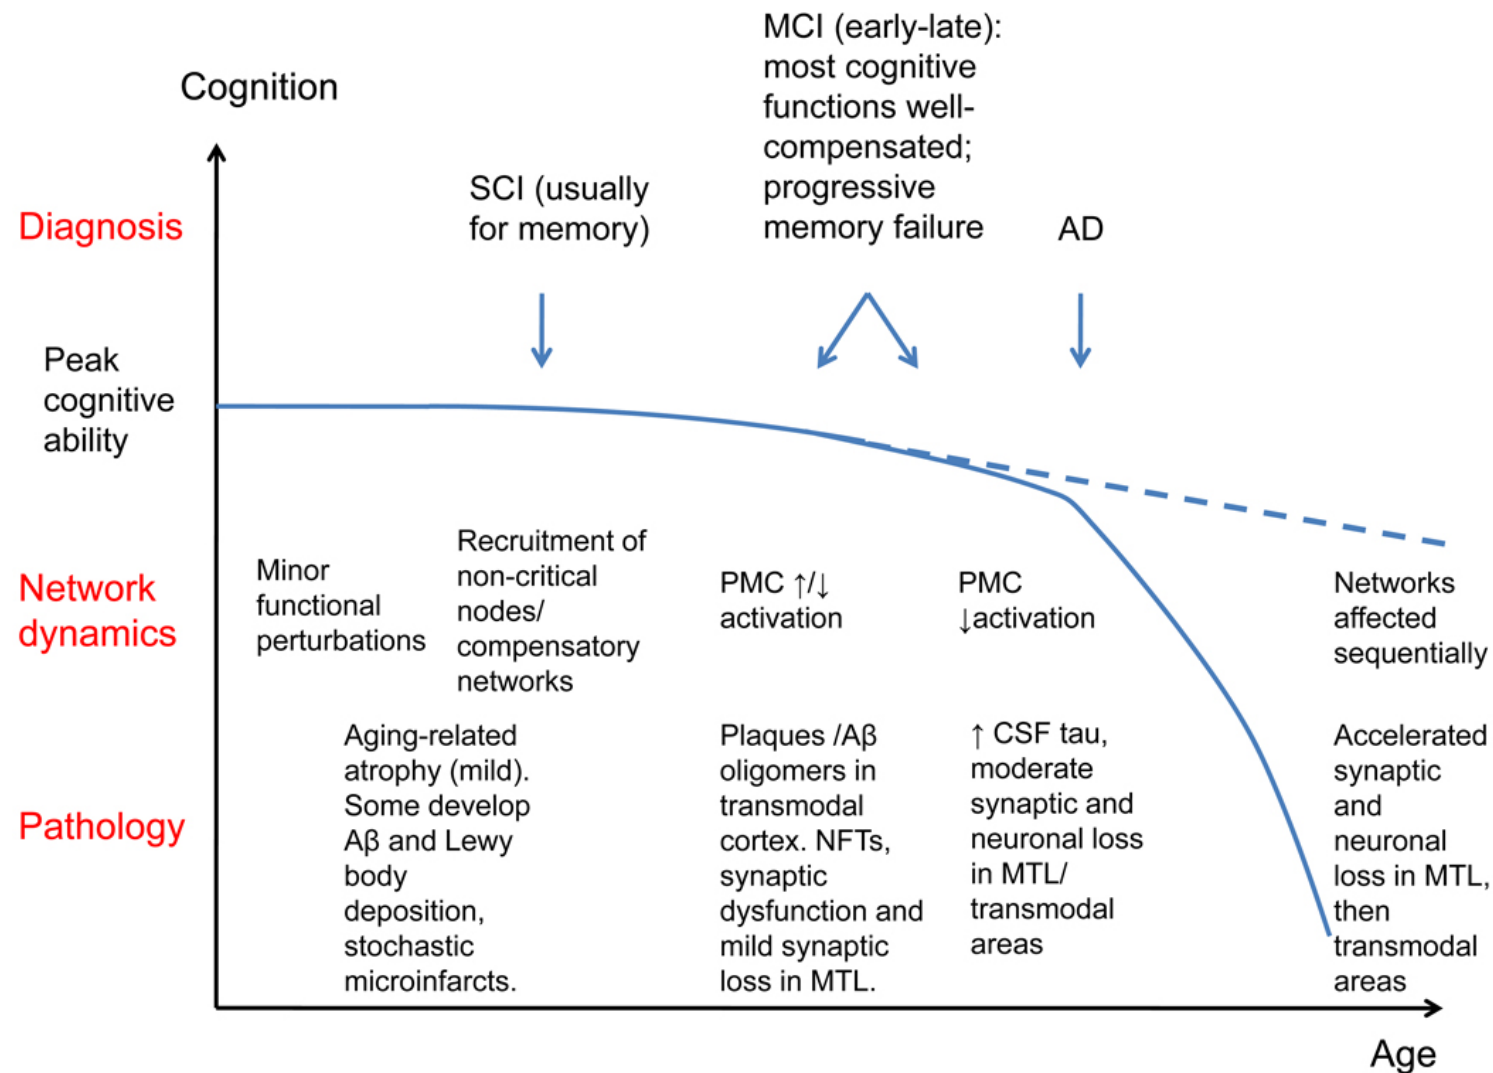 Cognition
MCI (early-late):
most cognitive
functions well-
compensated;
progressive
memory failure
SCI (usually
for memory)
AD
Diagnosis
Peak
cognitive
ability
Network
dynamics
Minor
functional
perturbations
Recruitment of
non-critical
nodes/
compensatory
networks
PMC ↑/↓
activation
PMC
↓activation
Networks
affected
sequentially
Pathology
Aging-related
atrophy (mild).
Some develop
Aβ and Lewy
body
deposition,
stochastic
microinfarcts.
Plaques /Aβ
oligomers in
transmodal
cortex. NFTs,
synaptic
dysfunction and
mild synaptic
loss in MTL.
↑ CSF tau,
moderate
synaptic and
neuronal loss
in MTL/
transmodal
areas
Accelerated
synaptic
and
neuronal
loss in MTL,
then
transmodal
areas
Age